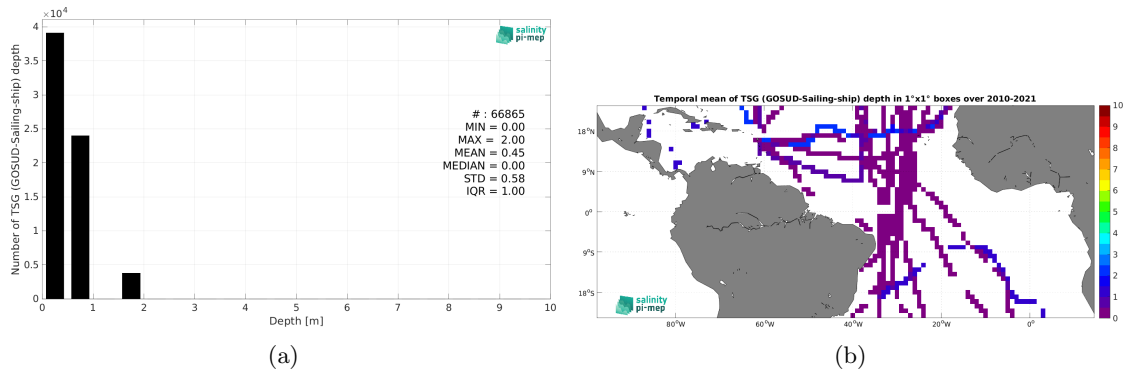 ×10⁴
4
3.5
3
2.5
2
1.5
1
0.5
0
Number of TSG (GOSUD-Sailing-ship) depth
0 1 2 3 4 5 6 7 8 9 10
Depth [m]
salinity
pi-mep
# : 66865
MIN = 0.00
MAX = 2.00
MEAN = 0.45
MEDIAN = 0.00
STD = 0.58
IQR = 1.00
(a)
Temporal mean of TSG (GOSUD-Sailing-ship) depth in 1°x1° boxes over 2010-2021
18°N
9°N
0°
9°S
18°S
80°W 60°W 40°W 20°W 0°
salinity
pi-mep
10
9
8
7
6
5
4
3
2
1
0
(b)